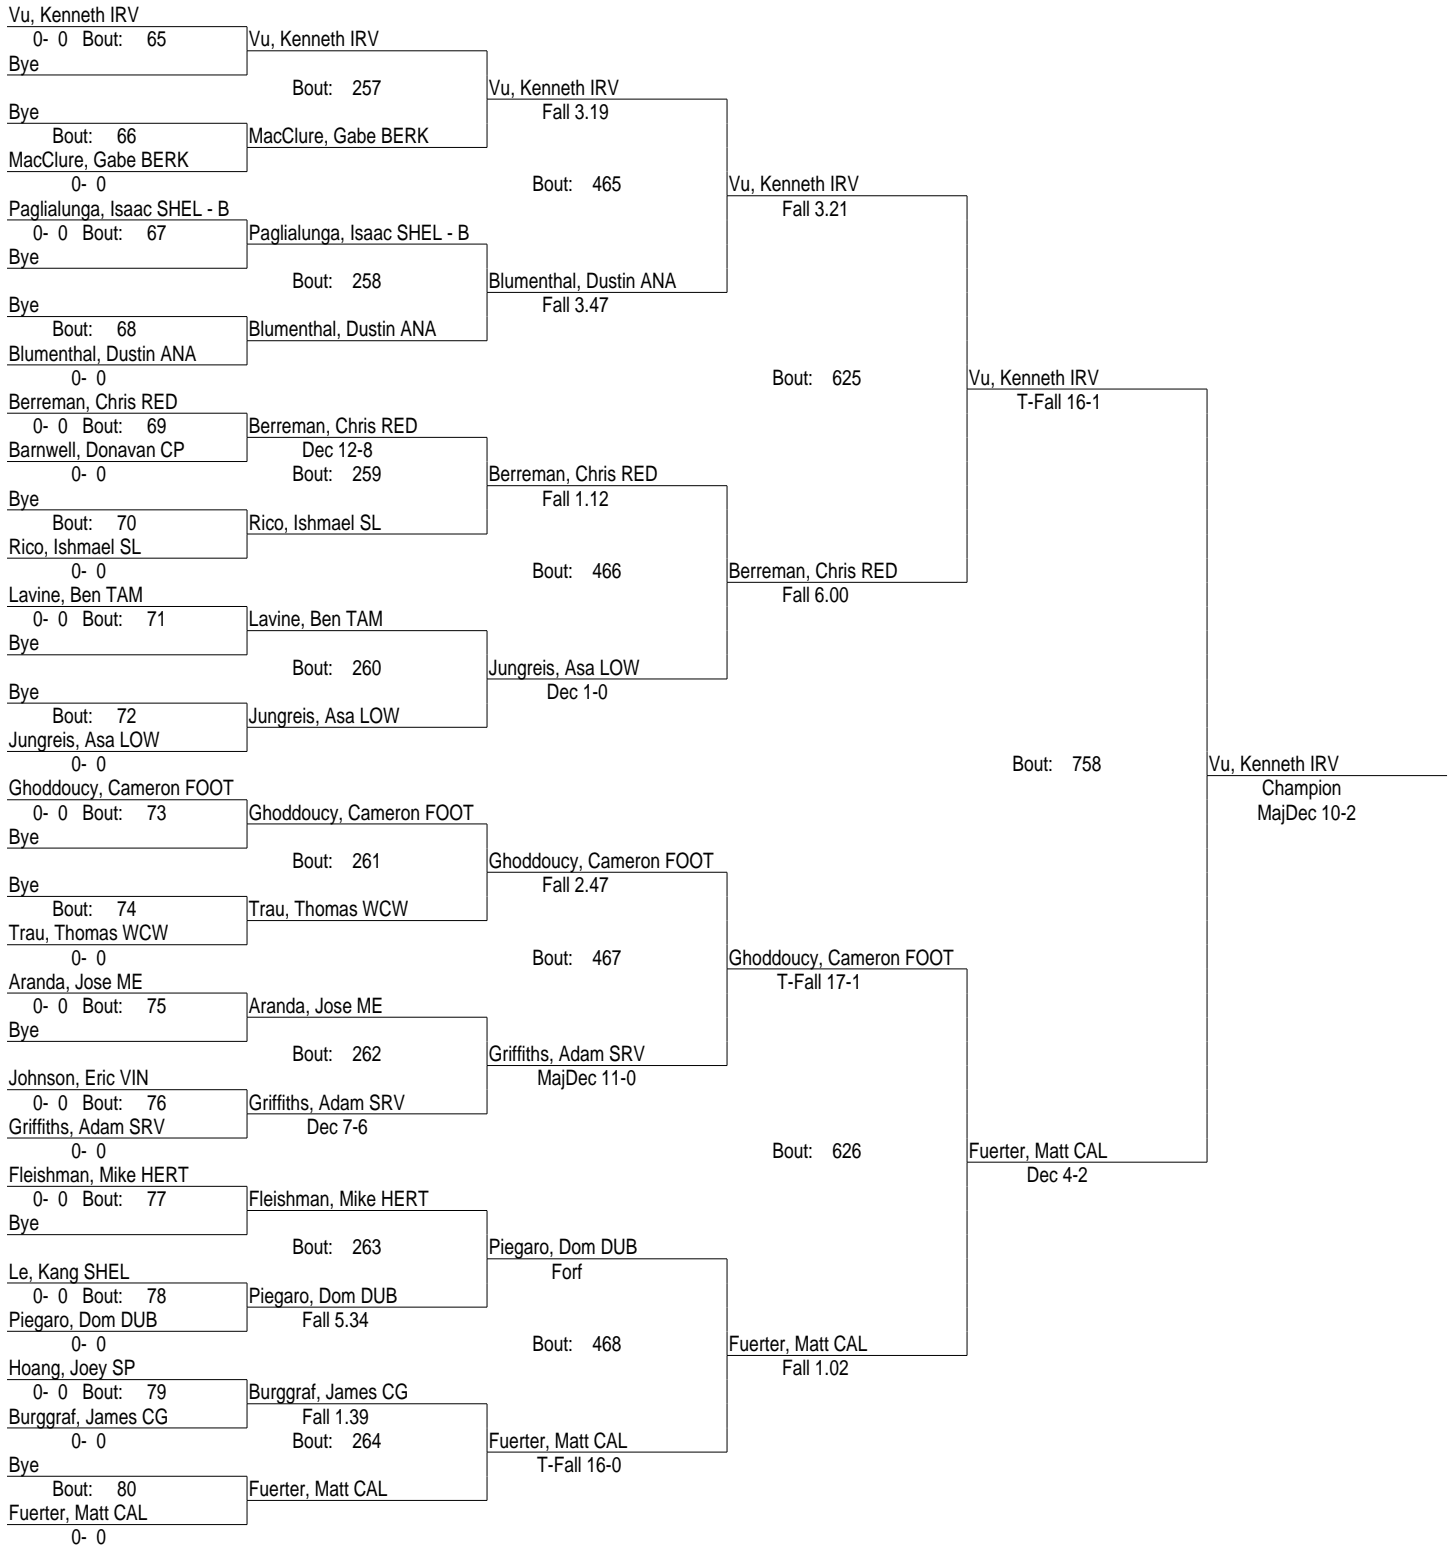 Vu, Kenneth IRV
0- 0 Bout: 65 Vu, Kenneth IRV
Bye
Bout: 257 Vu, Kenneth IRV
Bye Fall 3.19
Bout: 66 MacClure, Gabe BERK
MacClure, Gabe BERK
0- 0 Bout: 465 Vu, Kenneth IRV
Paglialunga, Isaac SHEL - B Fall 3.21
0- 0 Bout: 67 Paglialunga, Isaac SHEL - B
Bye
Bout: 258 Blumenthal, Dustin ANA
Bye Fall 3.47
Bout: 68 Blumenthal, Dustin ANA
Blumenthal, Dustin ANA
0- 0 Bout: 625 Vu, Kenneth IRV
Berreman, Chris RED T-Fall 16-1
0- 0 Bout: 69 Berreman, Chris RED
Barnwell, Donavan CP Dec 12-8
0- 0 Bout: 259 Berreman, Chris RED
Bye Fall 1.12
Bout: 70 Rico, Ishmael SL
Rico, Ishmael SL
0- 0 Bout: 466 Berreman, Chris RED
Lavine, Ben TAM Fall 6.00
0- 0 Bout: 71 Lavine, Ben TAM
Bye
Bout: 260 Jungreis, Asa LOW
Bye Dec 1-0
Bout: 72 Jungreis, Asa LOW
Jungreis, Asa LOW
0- 0 Bout: 758 Vu, Kenneth IRV
Ghoddoucy, Cameron FOOT Champion
0- 0 Bout: 73 Ghoddoucy, Cameron FOOT MajDec 10-2
Bye
Bout: 261 Ghoddoucy, Cameron FOOT
Bye Fall 2.47
Bout: 74 Trau, Thomas WCW
Trau, Thomas WCW
0- 0 Bout: 467 Ghoddoucy, Cameron FOOT
Aranda, Jose ME T-Fall 17-1
0- 0 Bout: 75 Aranda, Jose ME
Bye
Bout: 262 Griffiths, Adam SRV
Johnson, Eric VIN MajDec 11-0
0- 0 Bout: 76 Griffiths, Adam SRV
Griffiths, Adam SRV Dec 7-6
0- 0 Bout: 626 Fuerter, Matt CAL
Fleishman, Mike HERT Dec 4-2
0- 0 Bout: 77 Fleishman, Mike HERT
Bye
Bout: 263 Piegaro, Dom DUB
Le, Kang SHEL Forf
0- 0 Bout: 78 Piegaro, Dom DUB
Piegaro, Dom DUB Fall 5.34
0- 0 Bout: 468 Fuerter, Matt CAL
Hoang, Joey SP Fall 1.02
0- 0 Bout: 79 Burggraf, James CG
Burggraf, James CG Fall 1.39
0- 0 Bout: 264 Fuerter, Matt CAL
Bye T-Fall 16-0
Bout: 80 Fuerter, Matt CAL
Fuerter, Matt CAL
0- 0